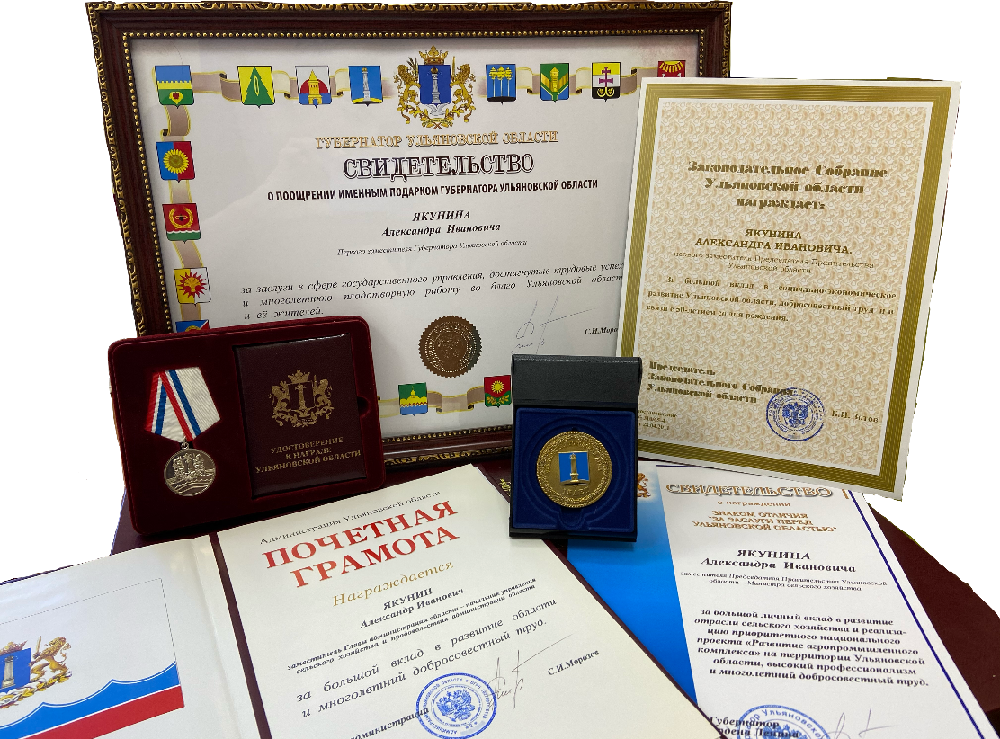 ГУБЕРНАТОР УЛЬЯНОВСКОЙ ОБЛАСТИ
СВИДЕТЕЛЬСТВО
О ПООЩРЕНИИ ИМЕННЫМ ПОДАРКОМ ГУБЕРНАТОРА УЛЬЯНОВСКОЙ ОБЛАСТИ
ЯКУНИНА
Александра Ивановича
Первого заместителя Губернатора Ульяновской области
за заслуги в сфере государственного управления, достигнутые трудовые успех
и многолетнюю плодотворную работу во благо Ульяновской област
и её жителей.
С.И.Мороз
Законодательное Собрание
Ульяновской области
награждает:
ЯКУНИНА
АЛЕКСАНДРА ИВАНОВИЧА,
первого заместителя Председателя Правительства
Ульяновской области
За большой вклад в социально-экономическое
развитие Ульяновской области, добросовестный труд и в
связи с 50-летием со дня рождения.
Председатель
Законодательного Собрания
Ульяновской области
Б.И. Зотов
УДОСТОВЕРЕНИЕ
К НАГРАДЕ
УЛЬЯНОВСКОЙ ОБЛАСТИ
Администрация Ульяновской области
ПОЧЕТНАЯ
ГРАМОТА
Награждается
ЯКУНИН
Александр Иванович
заместитель Главы администрации области – начальник управления
сельского хозяйства и продовольствия администрации области
за большой вклад в развитие области
и многолетний добросовестный труд.
администрации
С.И.Морозов
СВИДЕТЕЛЬСТВО
о награждении
ЗНАКОМ ОТЛИЧИЯ
"ЗА ЗАСЛУГИ ПЕРЕД
УЛЬЯНОВСКОЙ ОБЛАСТЬЮ"
ЯКУНИНА
Александра Ивановича
заместителя Председателя Правительства Ульяновской
области – Министра сельского хозяйства
за большой личный вклад в развитие
отрасли сельского хозяйства и реализа-
цию приоритетного национального
проекта «Развитие агропромышленного
комплекса» на территории Ульяновской
области, высокий профессионализм
и многолетний добросовестный труд.
Губернатор
рдена Ленина